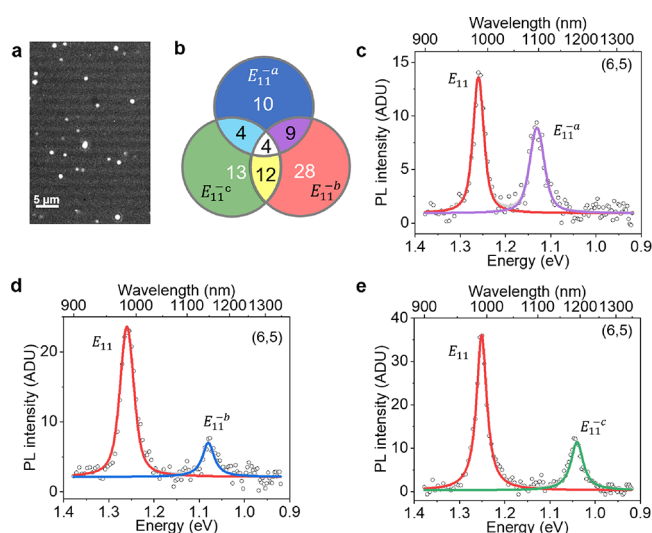 a
5 μm
b
E₁₁⁻ᵃ
10
4
9
4
13
12
28
E₁₁⁻ᶜ
E₁₁⁻ᵇ
c
Wavelength (nm)
900 1000 1100 1200 1300
(6,5)
E₁₁
E₁₁⁻ᵃ
PL intensity (ADU)
15
10
5
0
1.4 1.3 1.2 1.1 1.0 0.9
Energy (eV)
d
Wavelength (nm)
900 1000 1100 1200 1300
(6,5)
E₁₁
E₁₁⁻ᵇ
PL intensity (ADU)
20
10
0
1.4 1.3 1.2 1.1 1.0 0.9
Energy (eV)
e
Wavelength (nm)
900 1000 1100 1200 1300
(6,5)
E₁₁
E₁₁⁻ᶜ
PL intensity (ADU)
40
30
20
10
0
1.4 1.3 1.2 1.1 1.0 0.9
Energy (eV)